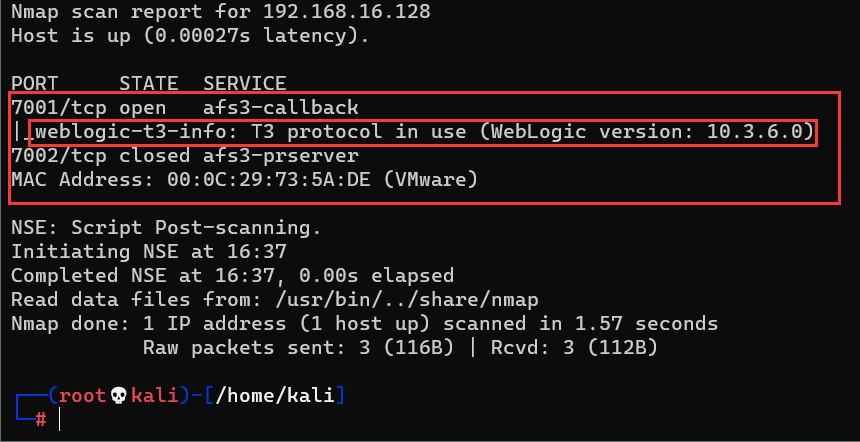 Nmap scan report for 192.168.16.128
Host is up (0.00027s latency).
PORT     STATE  SERVICE
7001/tcp open   afs3-callback
|_weblogic-t3-info: T3 protocol in use (WebLogic version: 10.3.6.0)
7002/tcp closed afs3-prserver
MAC Address: 00:0C:29:73:5A:DE (VMware)
NSE: Script Post-scanning.
Initiating NSE at 16:37
Completed NSE at 16:37, 0.00s elapsed
Read data files from: /usr/bin/../share/nmap
Nmap done: 1 IP address (1 host up) scanned in 1.57 seconds
           Raw packets sent: 3 (116B) | Rcvd: 3 (112B)
┌──(root💀kali)-[/home/kali]
└─#